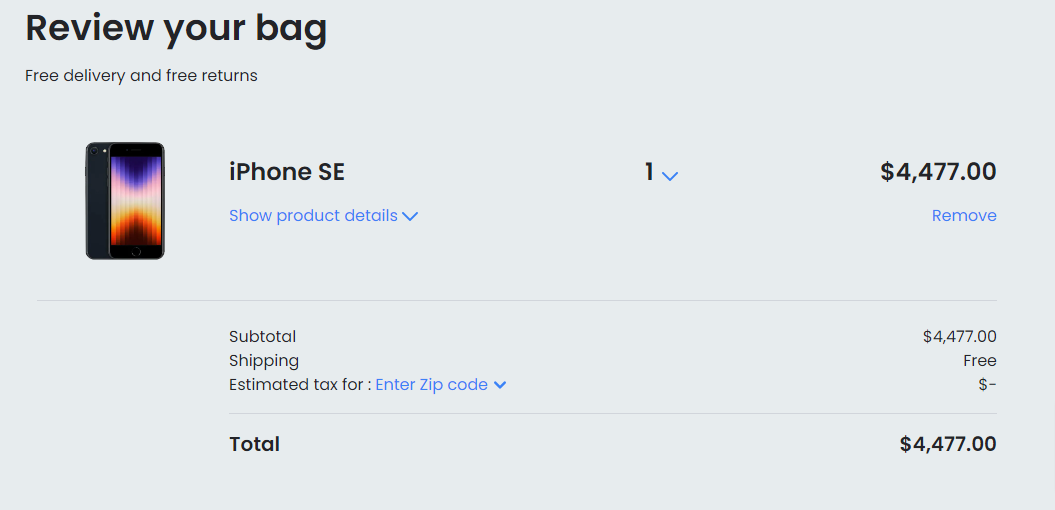 Review your bag
Free delivery and free returns
iPhone SE 1 $4,477.00
Show product details Remove
Subtotal $4,477.00
Shipping Free
Estimated tax for : Enter Zip code $-
Total $4,477.00